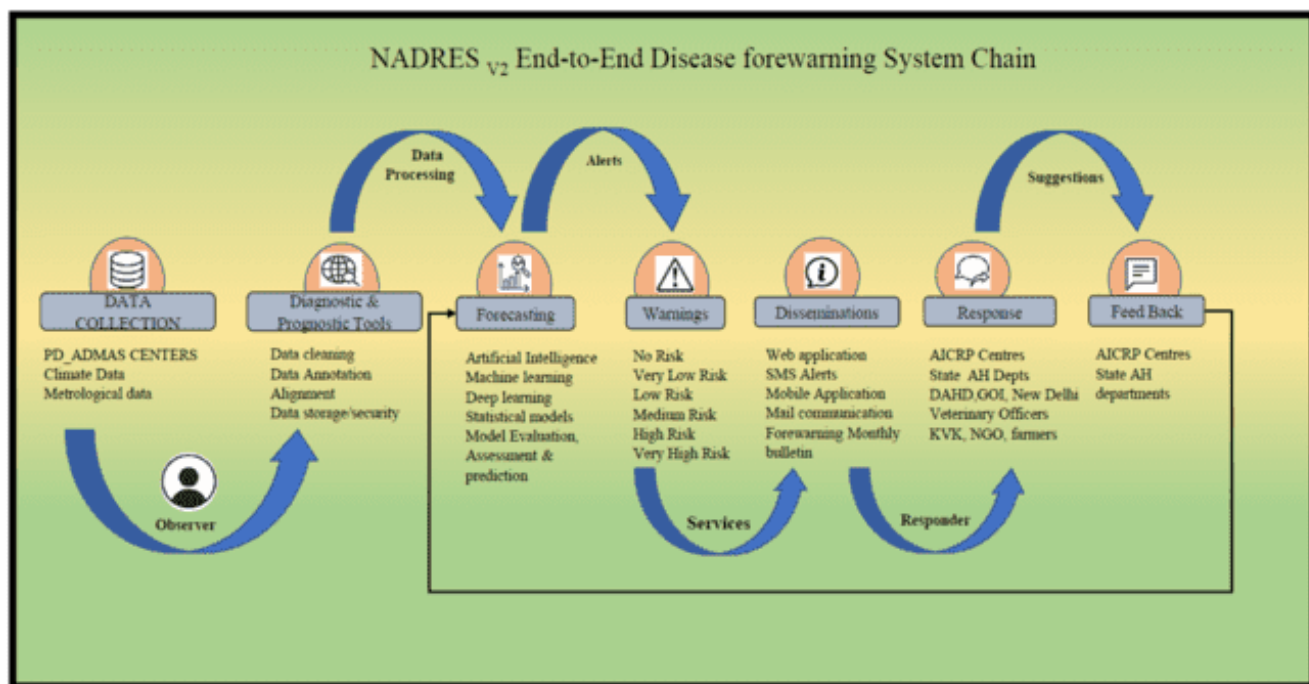 NADRES V2 End-to-End Disease forewarning System Chain
Data
Processing
Alerts
Suggestions
DATA
COLLECTION
PD_ADMAS CENTERS
Climate Data
Metrological data
Observer
Diagnostic &
Prognostic Tools
Data cleaning
Data Annotation
Alignment
Data storage/security
Forecasting
Artificial Intelligence
Machine learning
Deep learning
Statistical models
Model Evaluation,
Assessment &
prediction
Warnings
No Risk
Very Low Risk
Low Risk
Medium Risk
High Risk
Very High Risk
Services
Disseminations
Web application
SMS Alerts
Mobile Application
Mail communication
Forewarning Monthly
bulletin
Responder
Response
AICRP Centres
State AH Depts
DAHD,GOI, New Delhi
Veterinary Officers
KVK, NGO, farmers
Feed Back
AICRP Centres
State AH
departments